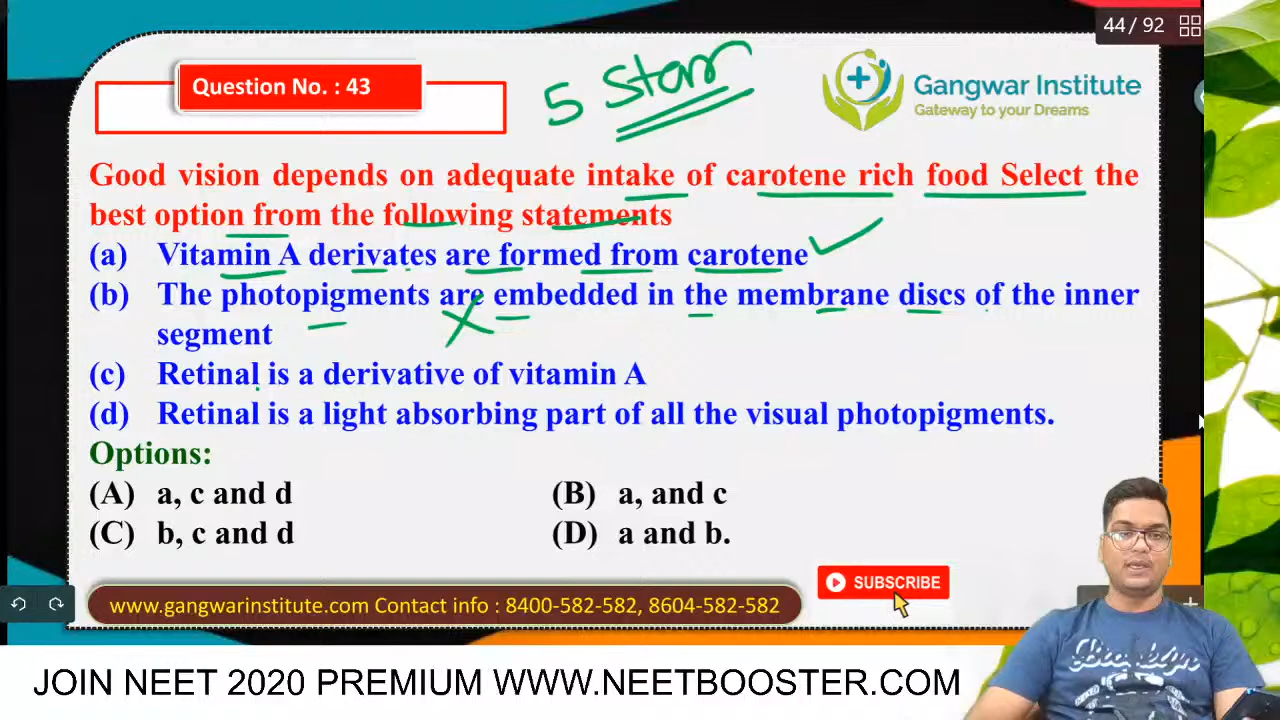 44 / 92
Question No. : 43
5 Star
Gangwar Institute
Gateway to your Dreams
Good vision depends on adequate intake of carotene rich food Select the
best option from the following statements
(a) Vitamin A derivates are formed from carotene
(b) The photopigments are embedded in the membrane discs of the inner
segment
(c) Retinal is a derivative of vitamin A
(d) Retinal is a light absorbing part of all the visual photopigments.
Options:
(A) a, c and d (B) a, and c
(C) b, c and d (D) a and b.
SUBSCRIBE
www.gangwarinstitute.com Contact info : 8400-582-582, 8604-582-582
Brooklyn
JOIN NEET 2020 PREMIUM WWW.NEETBOOSTER.COM